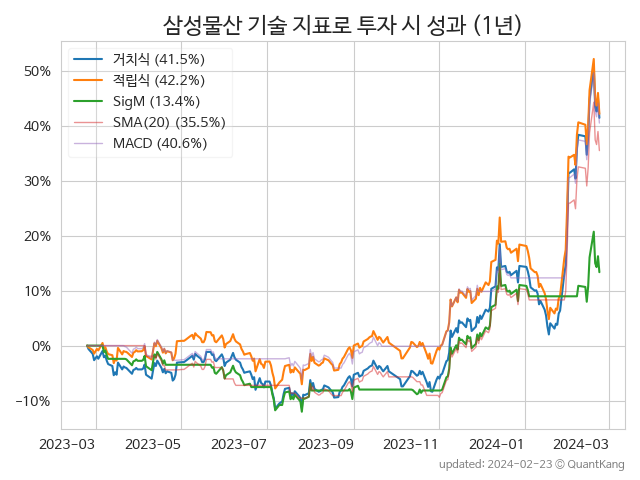 삼성물산 기술 지표로 투자 시 성과 (1년)
거치식 (41.5%)
적립식 (42.2%)
SigM (13.4%)
SMA(20) (35.5%)
MACD (40.6%)
50%
40%
30%
20%
10%
0%
−10%
2023−03 2023−05 2023−07 2023−09 2023−11 2024−01 2024−03
updated: 2024−02−23 © QuantKang